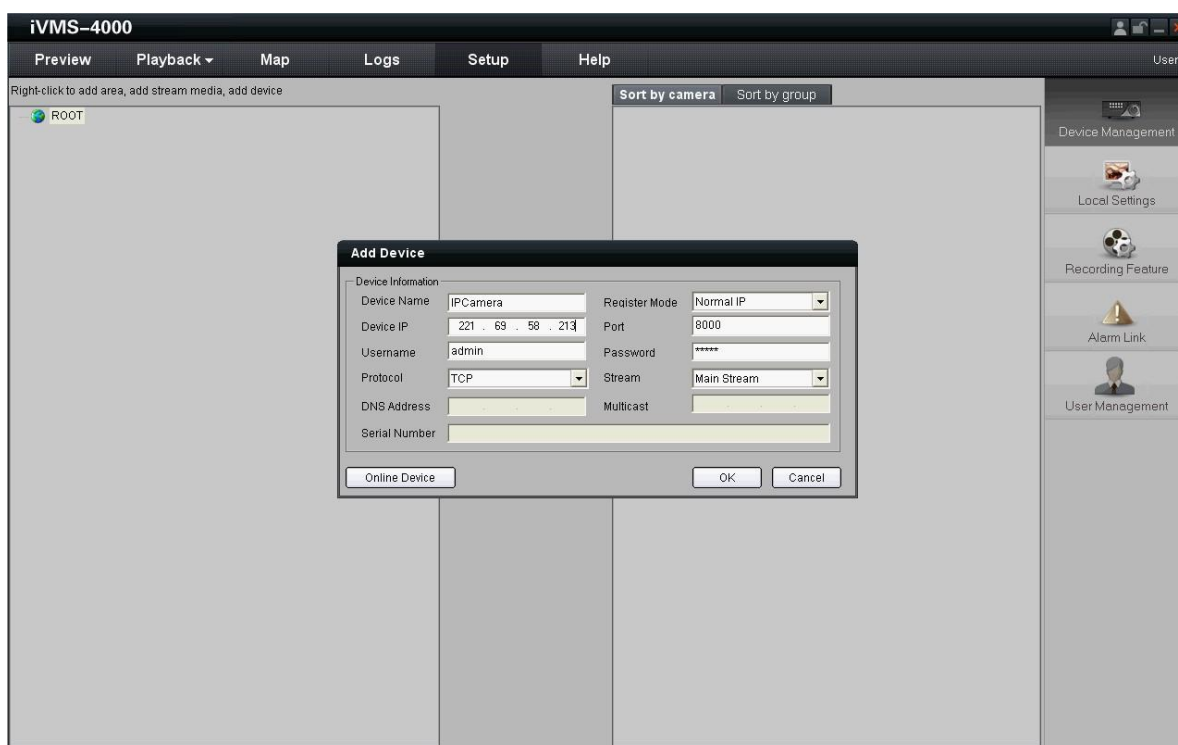 iVMS-4000
Preview Playback Map Logs Setup Help User
Right-click to add area, add stream media, add device
ROOT
Sort by camera Sort by group
Device Management
Local Settings
Recording Feature
Alarm Link
User Management
Add Device
Device Information
Device Name IPCamera Register Mode Normal IP
Device IP 221 . 69 . 58 . 213 Port 8000
Username admin Password *****
Protocol TCP Stream Main Stream
DNS Address . . . Multicast . . .
Serial Number
Online Device OK Cancel